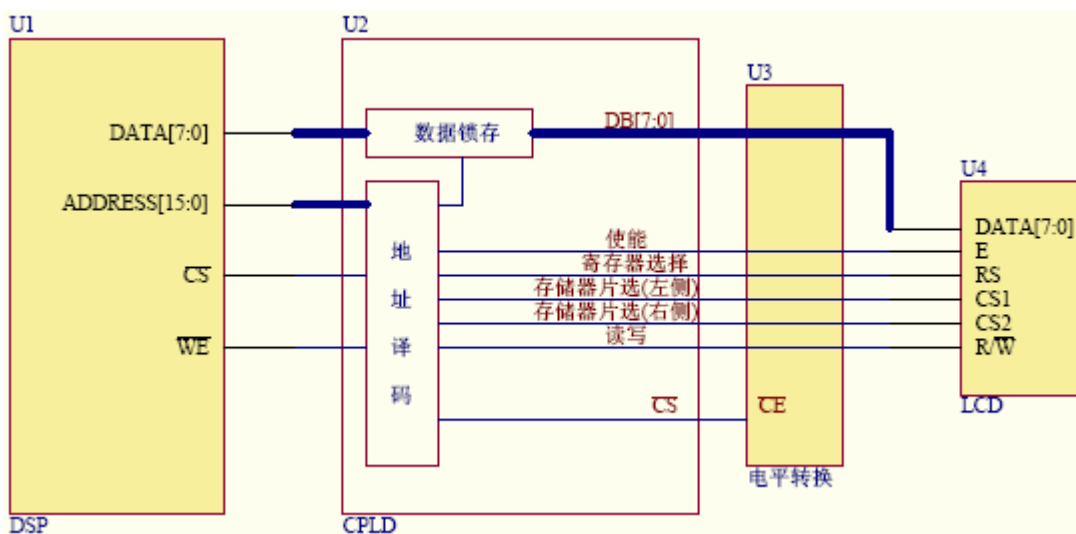 U1
U2
U3
U4
DATA[7:0]
ADDRESS[15:0]
CS
WE
DSP
数据锁存
地
址
译
码
DB[7:0]
使能
寄存器选择
存储器片选(左侧)
存储器片选(右侧)
读写
CS
CPLD
CE
电平转换
DATA[7:0]
E
RS
CS1
CS2
R/W
LCD